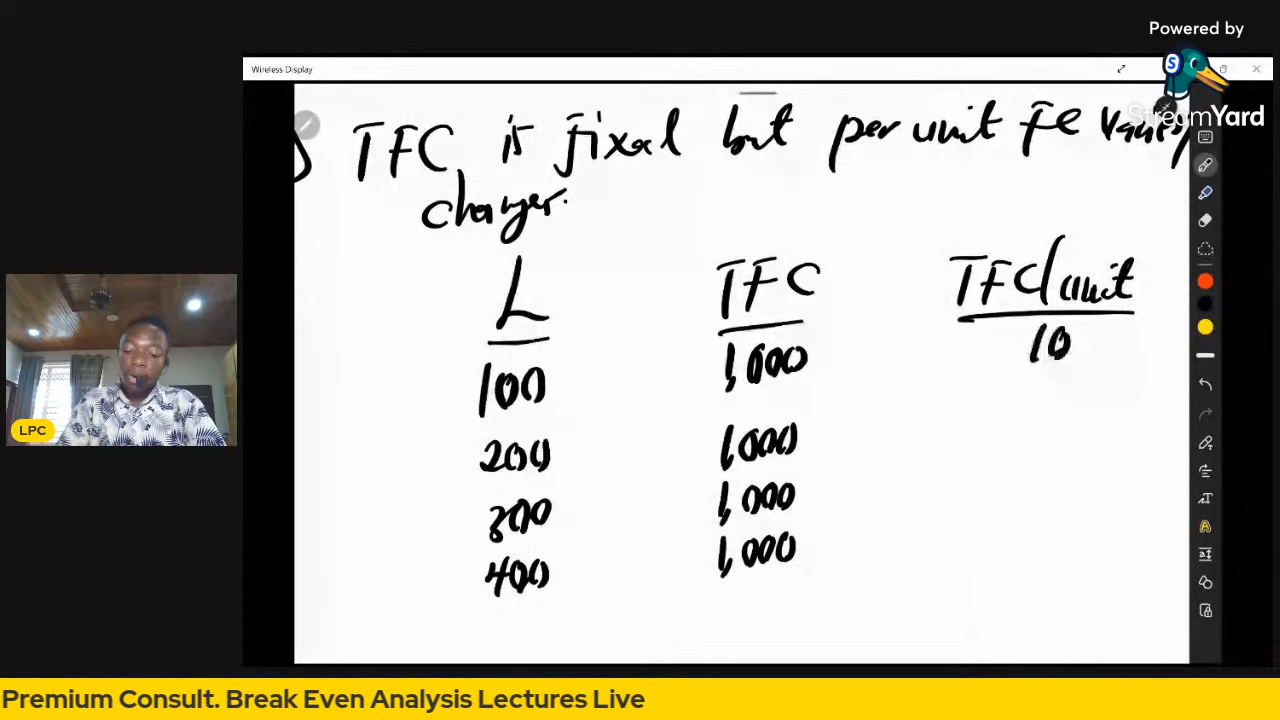 Powered by
StreamYard
Wireless Display
TFC is fixed but per unit FC
changes.
L TFC TFC/unit
100 1,000 10
200 1000
300 1,000
400 1,000
LPC
Premium Consult. Break Even Analysis Lectures Live